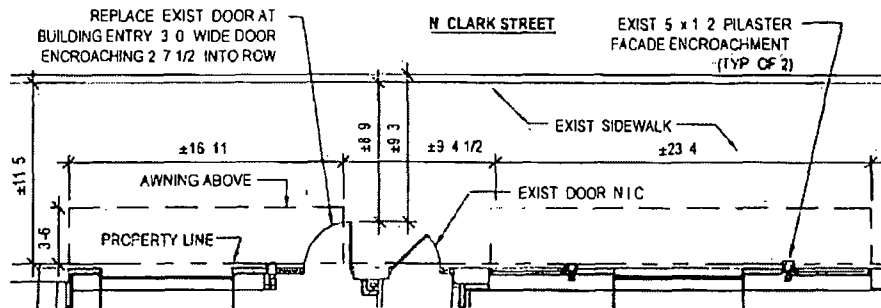 REPLACE EXIST DOOR AT
BUILDING ENTRY 3 0 WIDE DOOR
ENCROACHING 2 7 1/2 INTO ROW
N CLARK STREET
EXIST 5 x 1 2 PILASTER
FACADE ENCROACHMENT
(TYP OF 2)
EXIST SIDEWALK
±16 11
±8 9
±9 3
±9 4 1/2
±23 4
±11 5
AWNING ABOVE
EXIST DOOR N I C
3-6
PROPERTY LINE